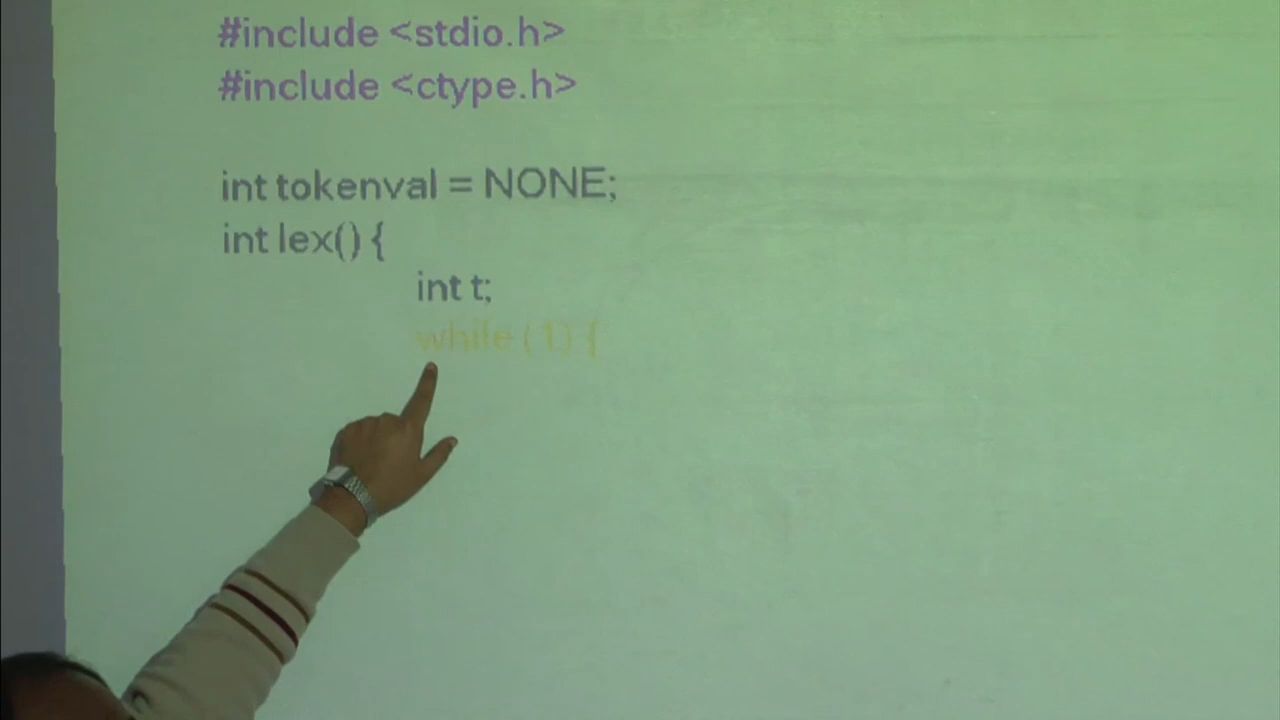 #include <stdio.h>
#include <ctype.h>
int tokenval = NONE;
int lex() {
int t;
while (1) {